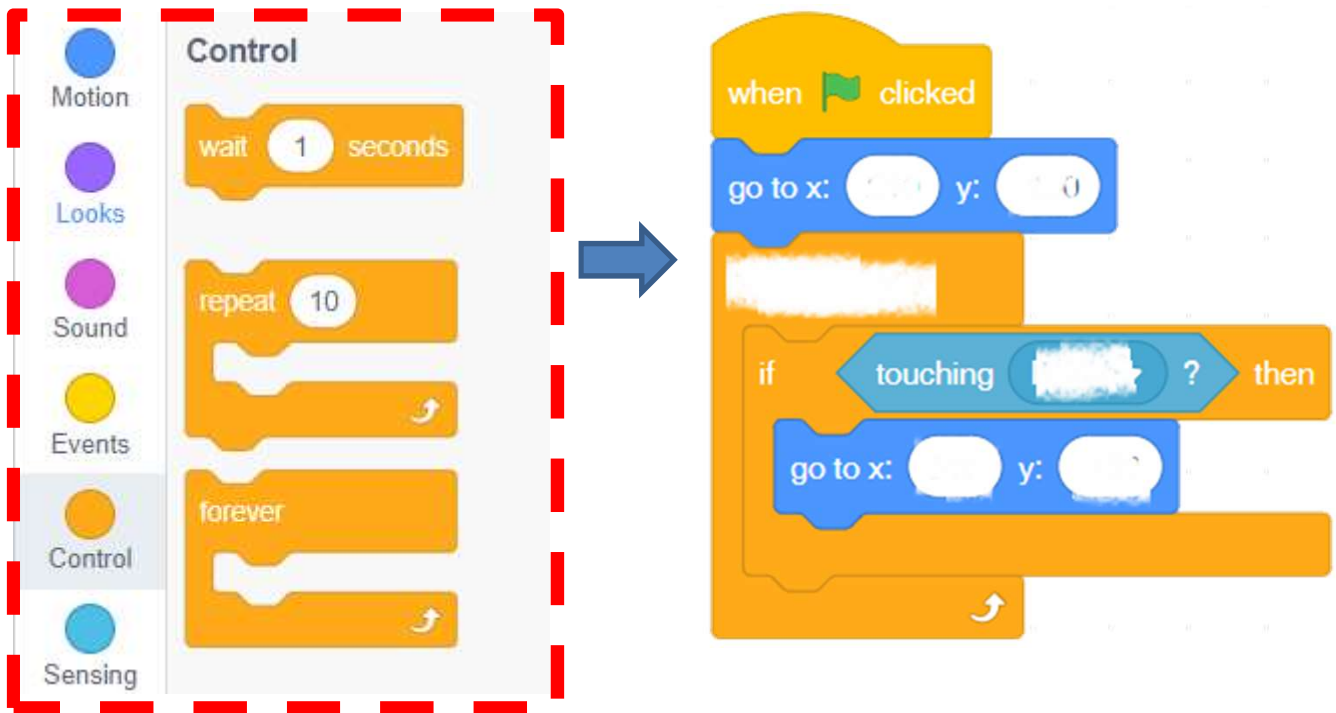 Motion
Looks
Sound
Events
Control
Sensing
Control
wait 1 seconds
repeat 10
forever
when clicked
go to x: y: 0
if touching ? then
go to x: y: